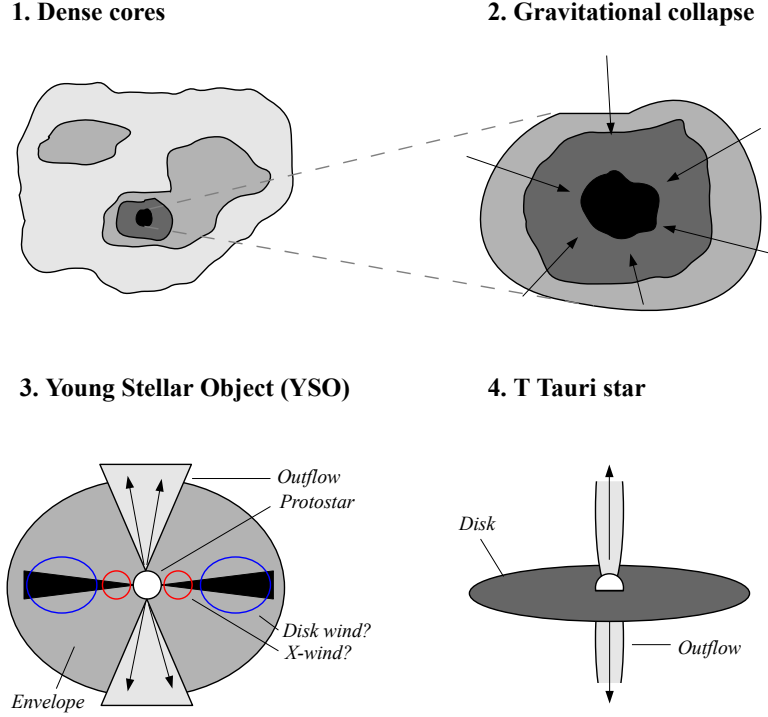 1. Dense cores
2. Gravitational collapse
3. Young Stellar Object (YSO)
4. T Tauri star
Outflow
Protostar
Disk wind?
X-wind?
Envelope
Disk
Outflow